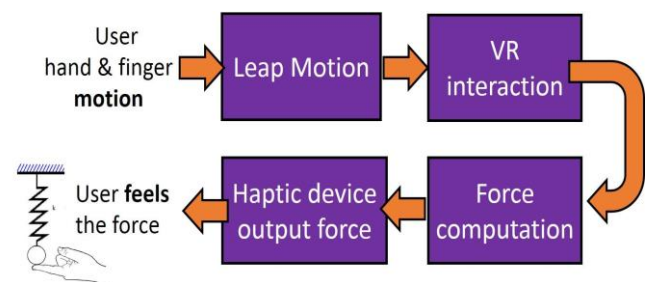 User
hand & finger
motion
Leap Motion
VR
interaction
User feels
the force
Haptic device
output force
Force
computation